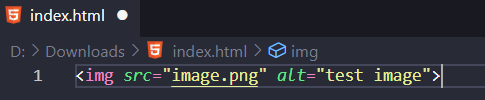 index.html
D: > Downloads > index.html > img
1 <img src="image.png" alt="test image">